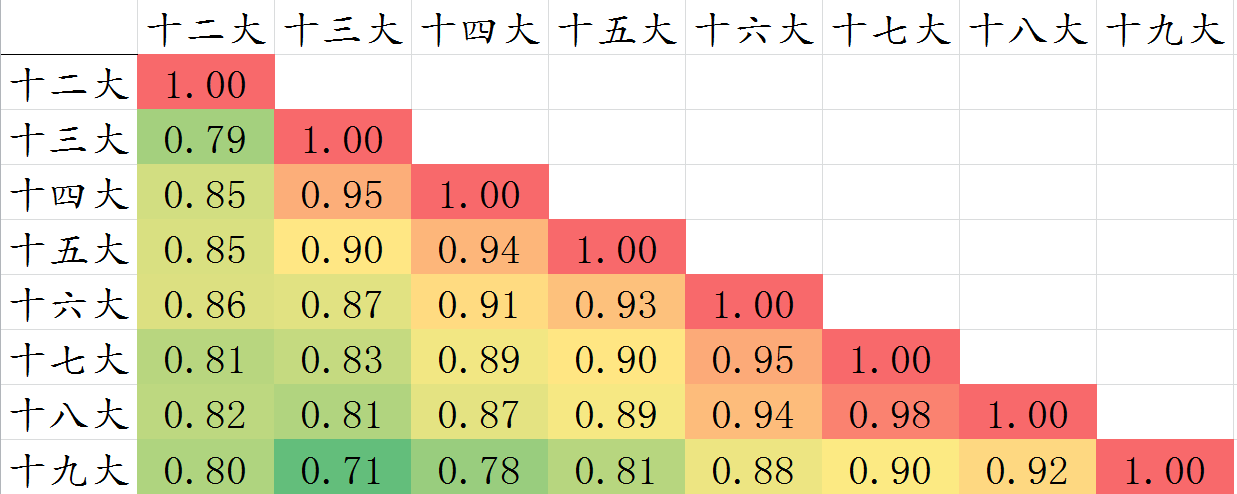 十二大 十三大 十四大 十五大 十六大 十七大 十八大 十九大
十二大 1.00
十三大 0.79 1.00
十四大 0.85 0.95 1.00
十五大 0.85 0.90 0.94 1.00
十六大 0.86 0.87 0.91 0.93 1.00
十七大 0.81 0.83 0.89 0.90 0.95 1.00
十八大 0.82 0.81 0.87 0.89 0.94 0.98 1.00
十九大 0.80 0.71 0.78 0.81 0.88 0.90 0.92 1.00